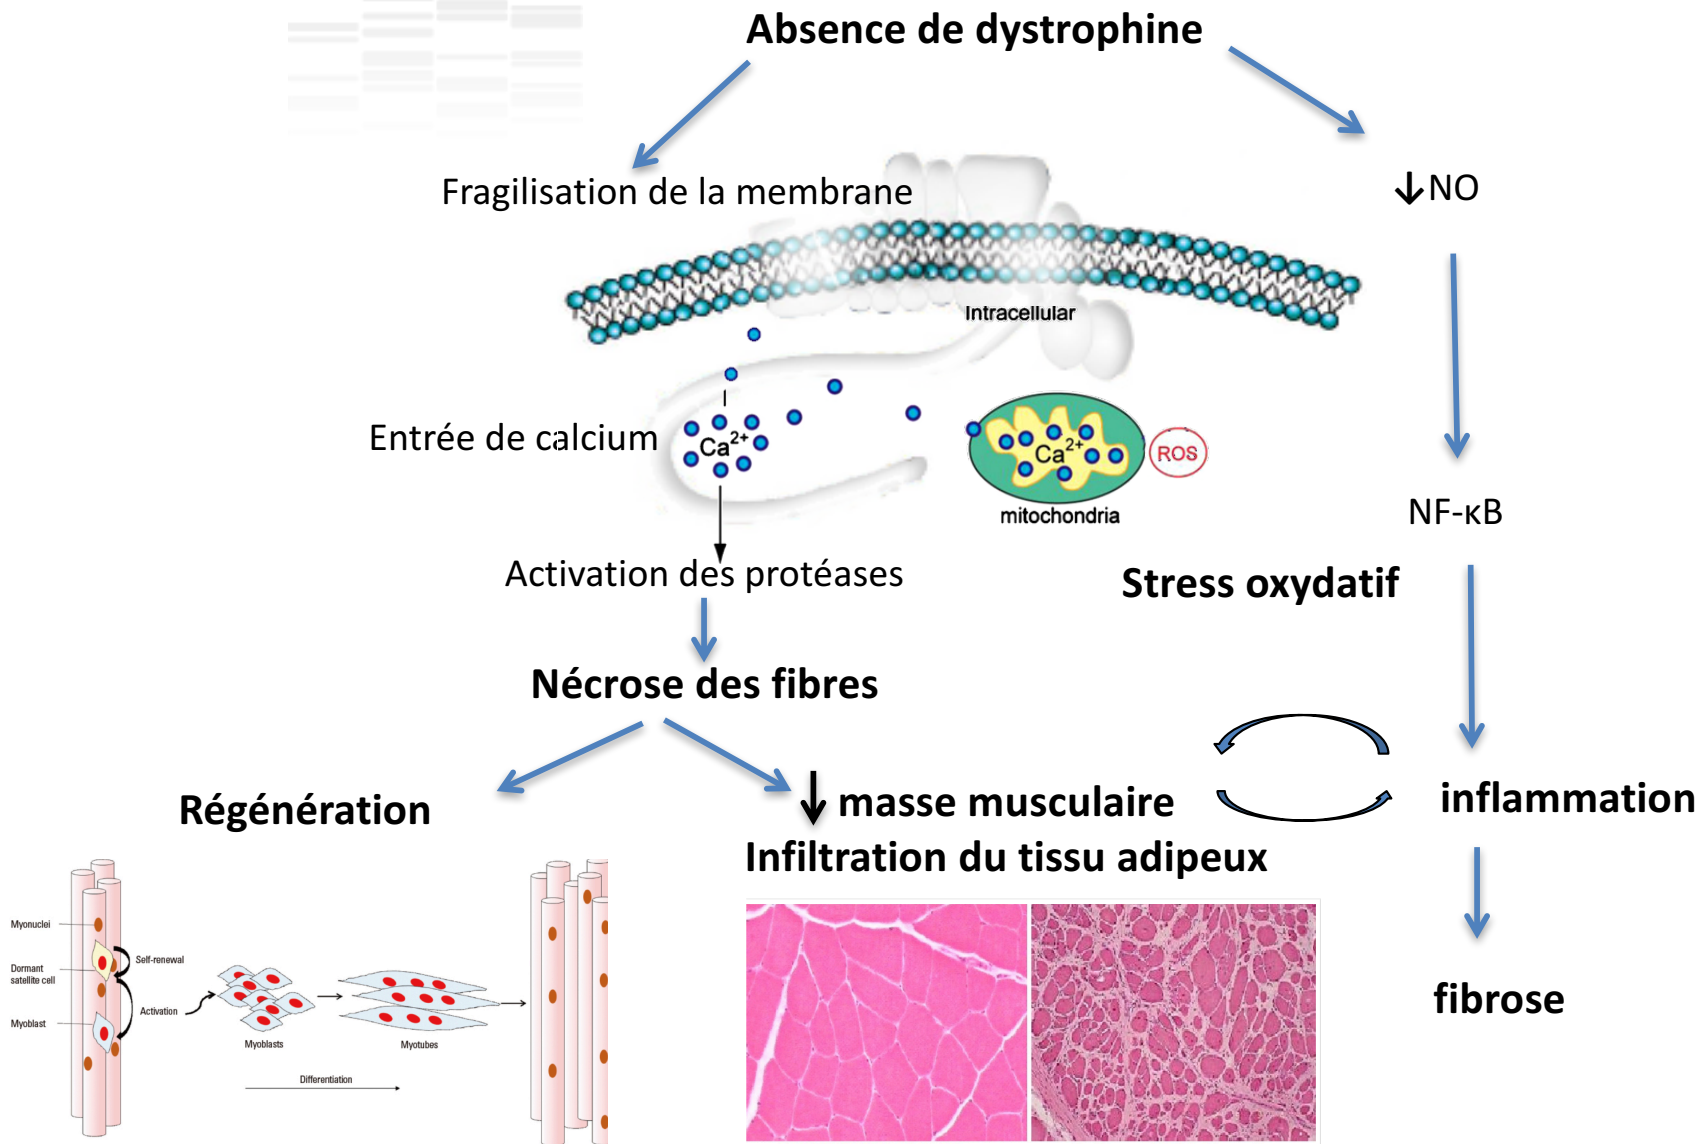 Absence de dystrophine
Fragilisation de la membrane
↓NO
Intracellular
Entrée de calcium
Ca2+
Ca2+
ROS
mitochondria
NF-κB
Activation des protéases
Stress oxydatif
Nécrose des fibres
Régénération
↓ masse musculaire
Infiltration du tissu adipeux
inflammation
fibrose
Myonuclei
Dormant
satellite cell
Myoblast
Self-renewal
Activation
Myoblasts
Myotubes
Differentiation